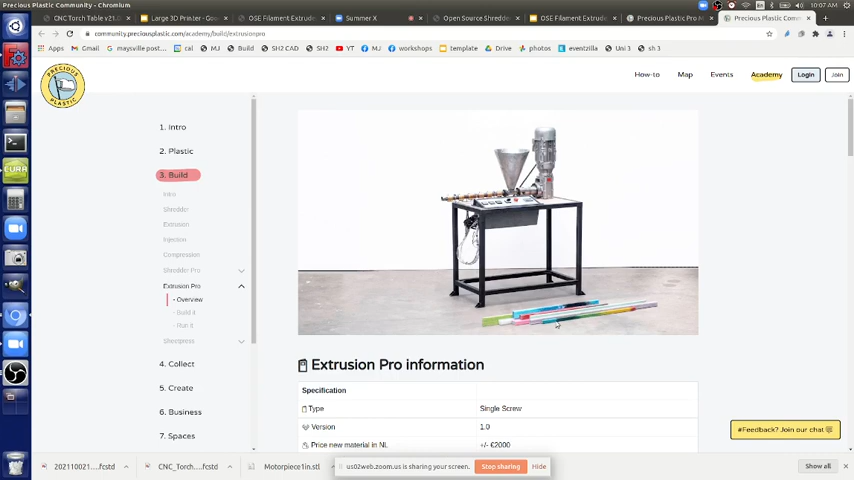 Precious Plastic Community - Chromium
10:07 AM
CNC Torch Table v21.0
Large 3D Printer- Goo
OSE Filament Extrude
Summer X
Open Source Shredde
OSE Filament Extrude
Precious Plastic Pro M
Precious Plastic Comm
community.preciousplastic.com/academy/build/extrusionpro
Apps
Gmail
maysville post...
cal
MJ
Build
SH2 CAD
SH2
YT
MJ
workshops
template
Drive
photos
eventzilla
Uni 3
sh 3
PRECIOUS
PLASTIC
How-to
Map
Events
Academy
Login
Join
1. Intro
2. Plastic
3. Build
Intro
Shredder
Extrusion
Injection
Compression
Shredder Pro
Extrusion Pro
- Overview
- Build it
- Run it
Sheetpress
4. Collect
5. Create
6. Business
7. Spaces
Extrusion Pro information
Specification
Type
Single Screw
Version
1.0
Price new material in NL
+/- €2000
#Feedback? Join our chat
202110021....fcstd
CNC_Torch....fcstd
Motorpiece1in.stl
us02web.zoom.us is sharing your screen.
Stop sharing
Hide
Show all